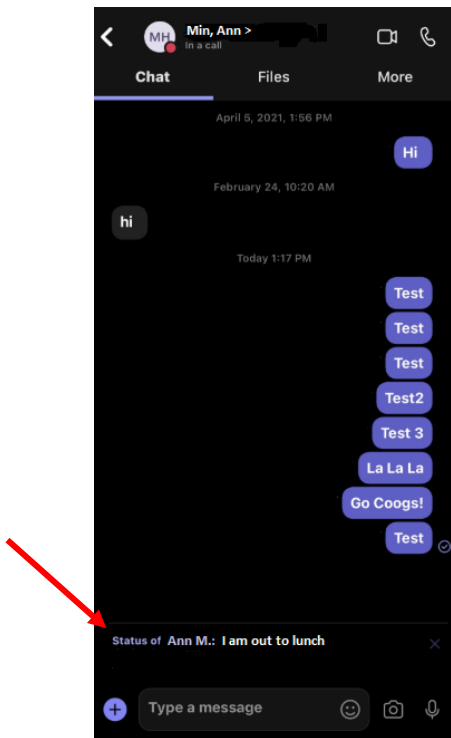 MH Min, Ann >
In a call
Chat Files More
April 5, 2021, 1:56 PM
Hi
February 24, 10:20 AM
hi
Today 1:17 PM
Test
Test
Test
Test2
Test 3
La La La
Go Coogs!
Test
Status of Ann M.: I am out to lunch
Type a message